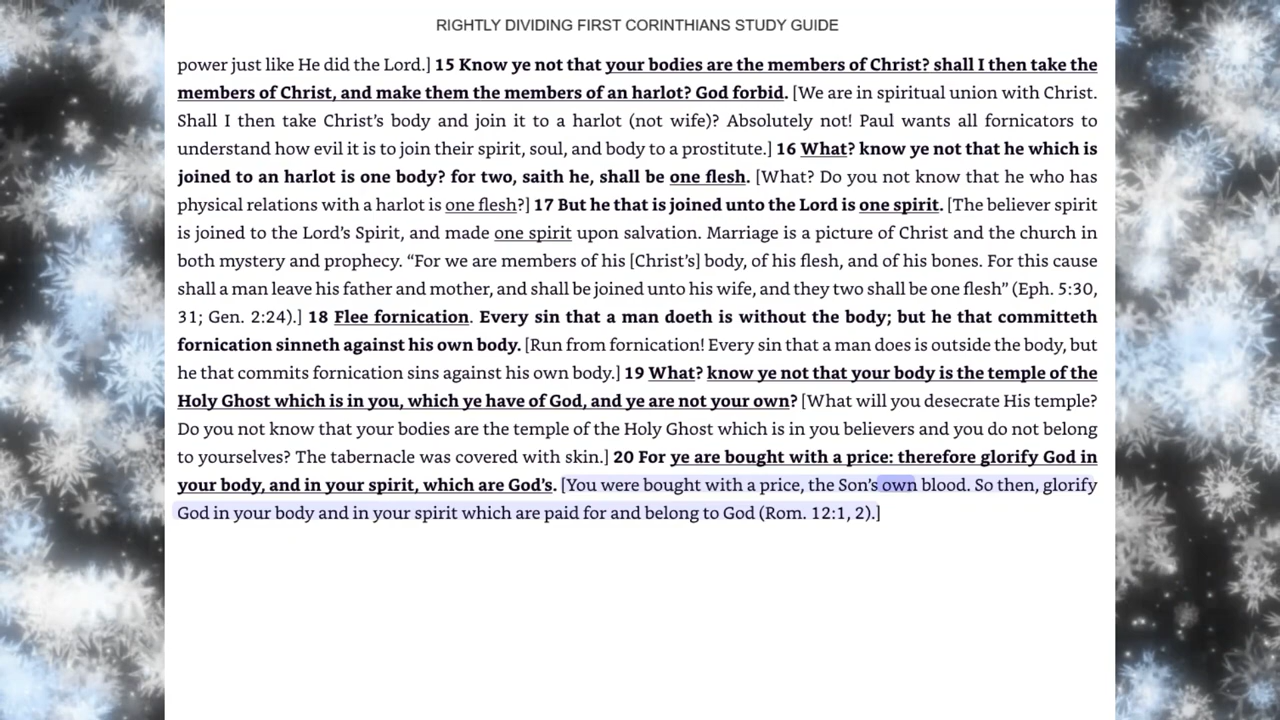 RIGHTLY DIVIDING FIRST CORINTHIANS STUDY GUIDE
power just like He did the Lord.] 15 Know ye not that your bodies are the members of Christ? shall I then take the
members of Christ, and make them the members of an harlot? God forbid. [We are in spiritual union with Christ.
Shall I then take Christ’s body and join it to a harlot (not wife)? Absolutely not! Paul wants all fornicators to
understand how evil it is to join their spirit, soul, and body to a prostitute.] 16 What? know ye not that he which is
joined to an harlot is one body? for two, saith he, shall be one flesh. [What? Do you not know that he who has
physical relations with a harlot is one flesh?] 17 But he that is joined unto the Lord is one spirit. [The believer spirit
is joined to the Lord’s Spirit, and made one spirit upon salvation. Marriage is a picture of Christ and the church in
both mystery and prophecy. “For we are members of his [Christ’s] body, of his flesh, and of his bones. For this cause
shall a man leave his father and mother, and shall be joined unto his wife, and they two shall be one flesh” (Eph. 5:30,
31; Gen. 2:24).] 18 Flee fornication. Every sin that a man doeth is without the body; but he that committeth
fornication sinneth against his own body. [Run from fornication! Every sin that a man does is outside the body, but
he that commits fornication sins against his own body.] 19 What? know ye not that your body is the temple of the
Holy Ghost which is in you, which ye have of God, and ye are not your own? [What will you desecrate His temple?
Do you not know that your bodies are the temple of the Holy Ghost which is in you believers and you do not belong
to yourselves? The tabernacle was covered with skin.] 20 For ye are bought with a price: therefore glorify God in
your body, and in your spirit, which are God’s. [You were bought with a price, the Son’s own blood. So then, glorify
God in your body and in your spirit which are paid for and belong to God (Rom. 12:1, 2).]